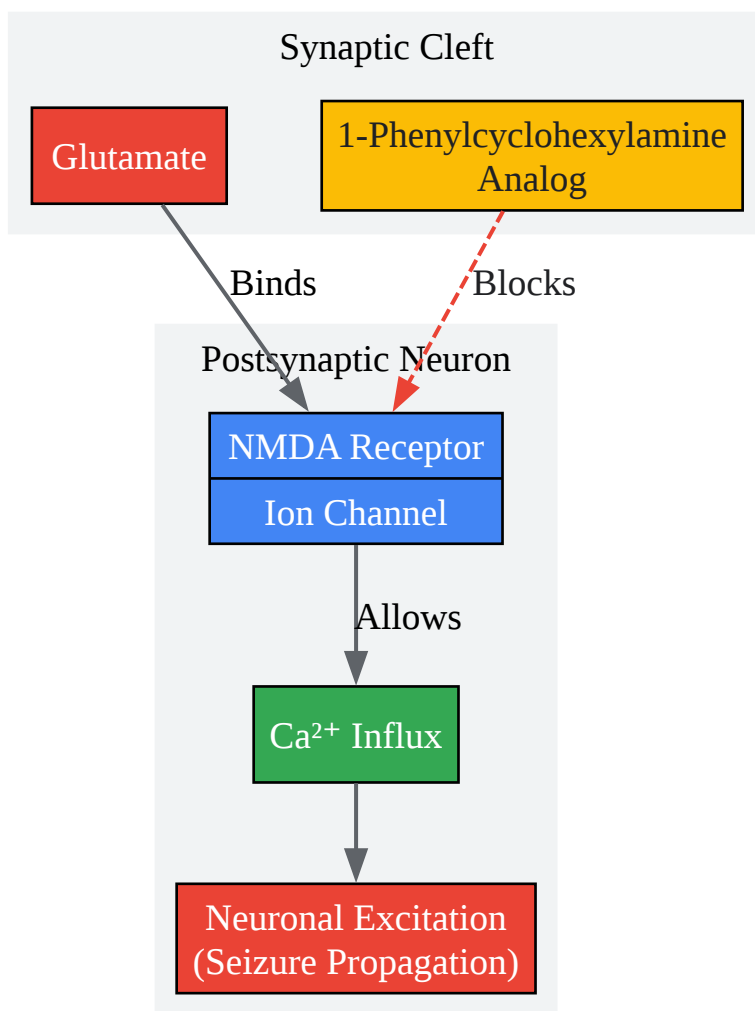 Synaptic Cleft
Glutamate
1-Phenylcyclohexylamine
Analog
Binds
Blocks
Postsynaptic Neuron
NMDA Receptor
Ion Channel
Allows
Ca²⁺ Influx
Neuronal Excitation
(Seizure Propagation)